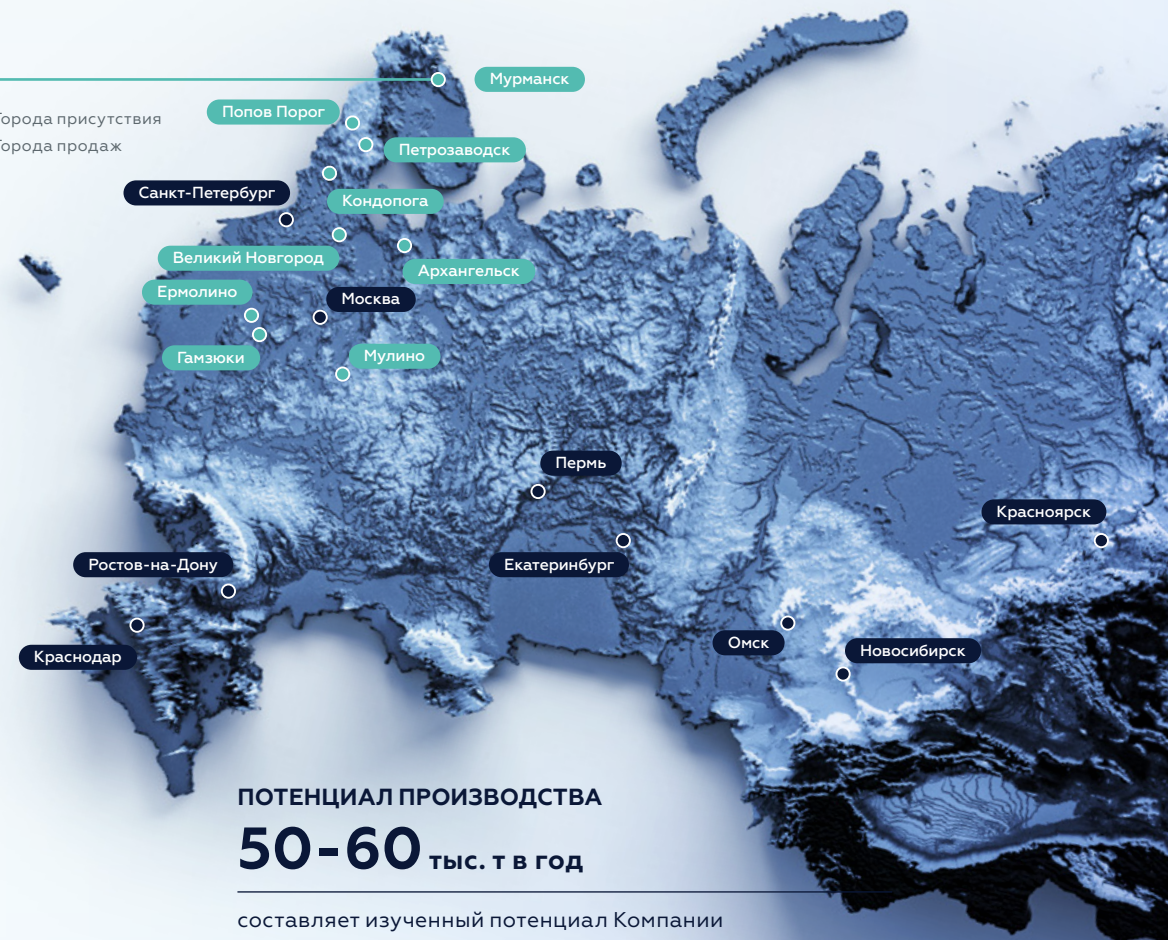 Мурманск
Попов Порог
Города присутствия
Города продаж
Петрозаводск
Санкт-Петербург
Кондопога
Великий Новгород
Архангельск
Ермолино
Москва
Гамзюки
Мулино
Пермь
Красноярск
Екатеринбург
Ростов-на-Дону
Омск
Новосибирск
Краснодар
ПОТЕНЦИАЛ ПРОИЗВОДСТВА
50-60 тыс. т в год
составляет изученный потенциал Компании